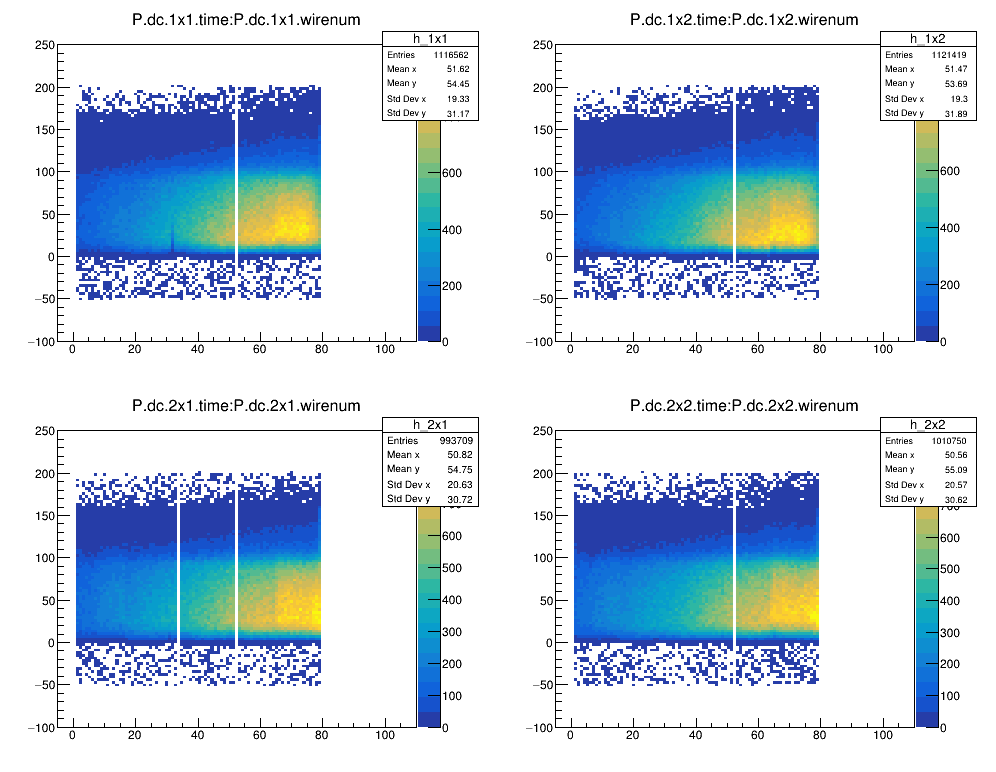 P.dc.1x1.time:P.dc.1x1.wirenum
h_1x1
Entries 1116562
Mean x 51.62
Mean y 54.45
Std Dev x 19.33
Std Dev y 31.17
250
200
150
100
50
0
−50
−100
0 20 40 60 80 100
600
400
200
0
P.dc.1x2.time:P.dc.1x2.wirenum
h_1x2
Entries 1121419
Mean x 51.47
Mean y 53.69
Std Dev x 19.3
Std Dev y 31.89
250
200
150
100
50
0
−50
−100
0 20 40 60 80 100
600
400
200
0
P.dc.2x1.time:P.dc.2x1.wirenum
h_2x1
Entries 993709
Mean x 50.82
Mean y 54.75
Std Dev x 20.63
Std Dev y 30.72
250
200
150
100
50
0
−50
−100
0 20 40 60 80 100
600
500
400
300
200
100
0
P.dc.2x2.time:P.dc.2x2.wirenum
h_2x2
Entries 1010750
Mean x 50.56
Mean y 55.09
Std Dev x 20.57
Std Dev y 30.62
250
200
150
100
50
0
−50
−100
0 20 40 60 80 100
700
600
500
400
300
200
100
0